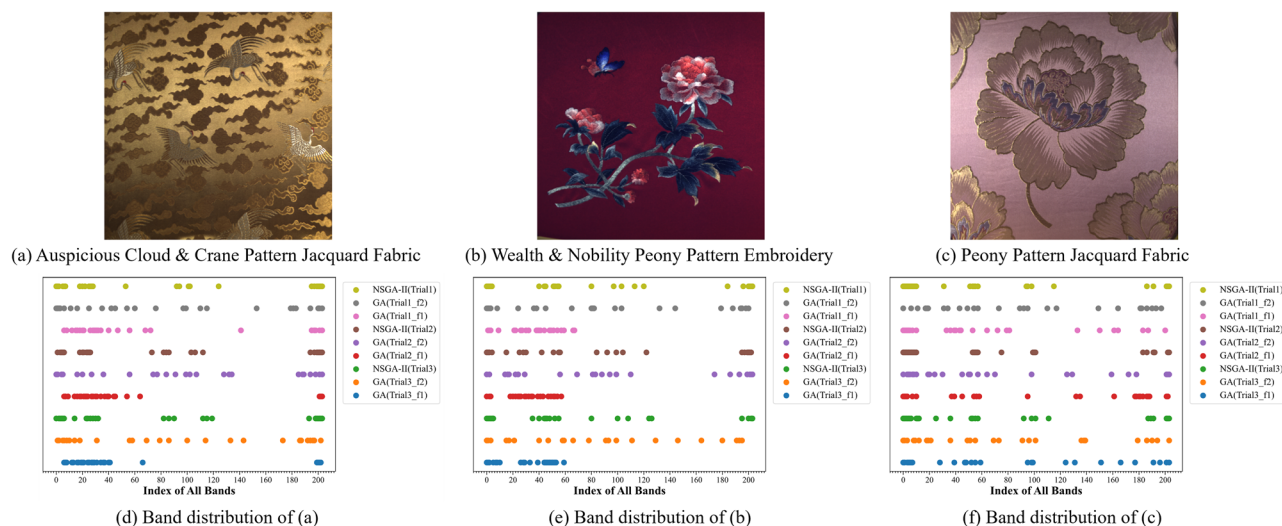 (a) Auspicious Cloud & Crane Pattern Jacquard Fabric
(b) Wealth & Nobility Peony Pattern Embroidery
(c) Peony Pattern Jacquard Fabric
NSGA-II(Trial1)
GA(Trial1_f2)
GA(Trial1_f1)
NSGA-II(Trial2)
GA(Trial2_f2)
GA(Trial2_f1)
NSGA-II(Trial3)
GA(Trial3_f2)
GA(Trial3_f1)
0 20 40 60 80 100 120 140 160 180 200
Index of All Bands
(d) Band distribution of (a)
NSGA-II(Trial1)
GA(Trial1_f2)
GA(Trial1_f1)
NSGA-II(Trial2)
GA(Trial2_f2)
GA(Trial2_f1)
NSGA-II(Trial3)
GA(Trial3_f2)
GA(Trial3_f1)
0 20 40 60 80 100 120 140 160 180 200
Index of All Bands
(e) Band distribution of (b)
NSGA-II(Trial1)
GA(Trial1_f2)
GA(Trial1_f1)
NSGA-II(Trial2)
GA(Trial2_f2)
GA(Trial2_f1)
NSGA-II(Trial3)
GA(Trial3_f2)
GA(Trial3_f1)
0 20 40 60 80 100 120 140 160 180 200
Index of All Bands
(f) Band distribution of (c)